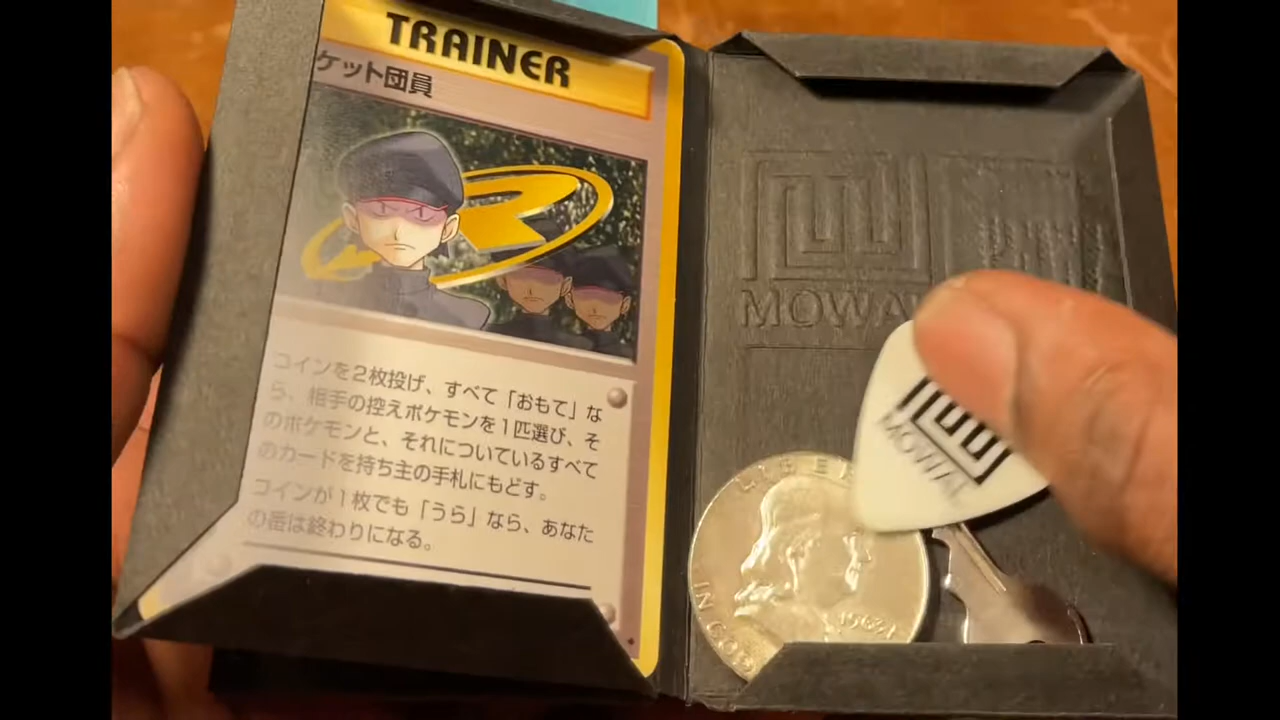 TRAINER
ケット団員
コインを2枚投げ、すべて「おもて」な
ら、相手の控えポケモンを1匹選び、そ
のポケモンと、それについているすべて
のカードを持ち主の手札にもどす。
コインが1枚でも「うら」なら、あなた
の番は終わりになる。
MOWA
MOWAL
LIBE
IN GOD
1964